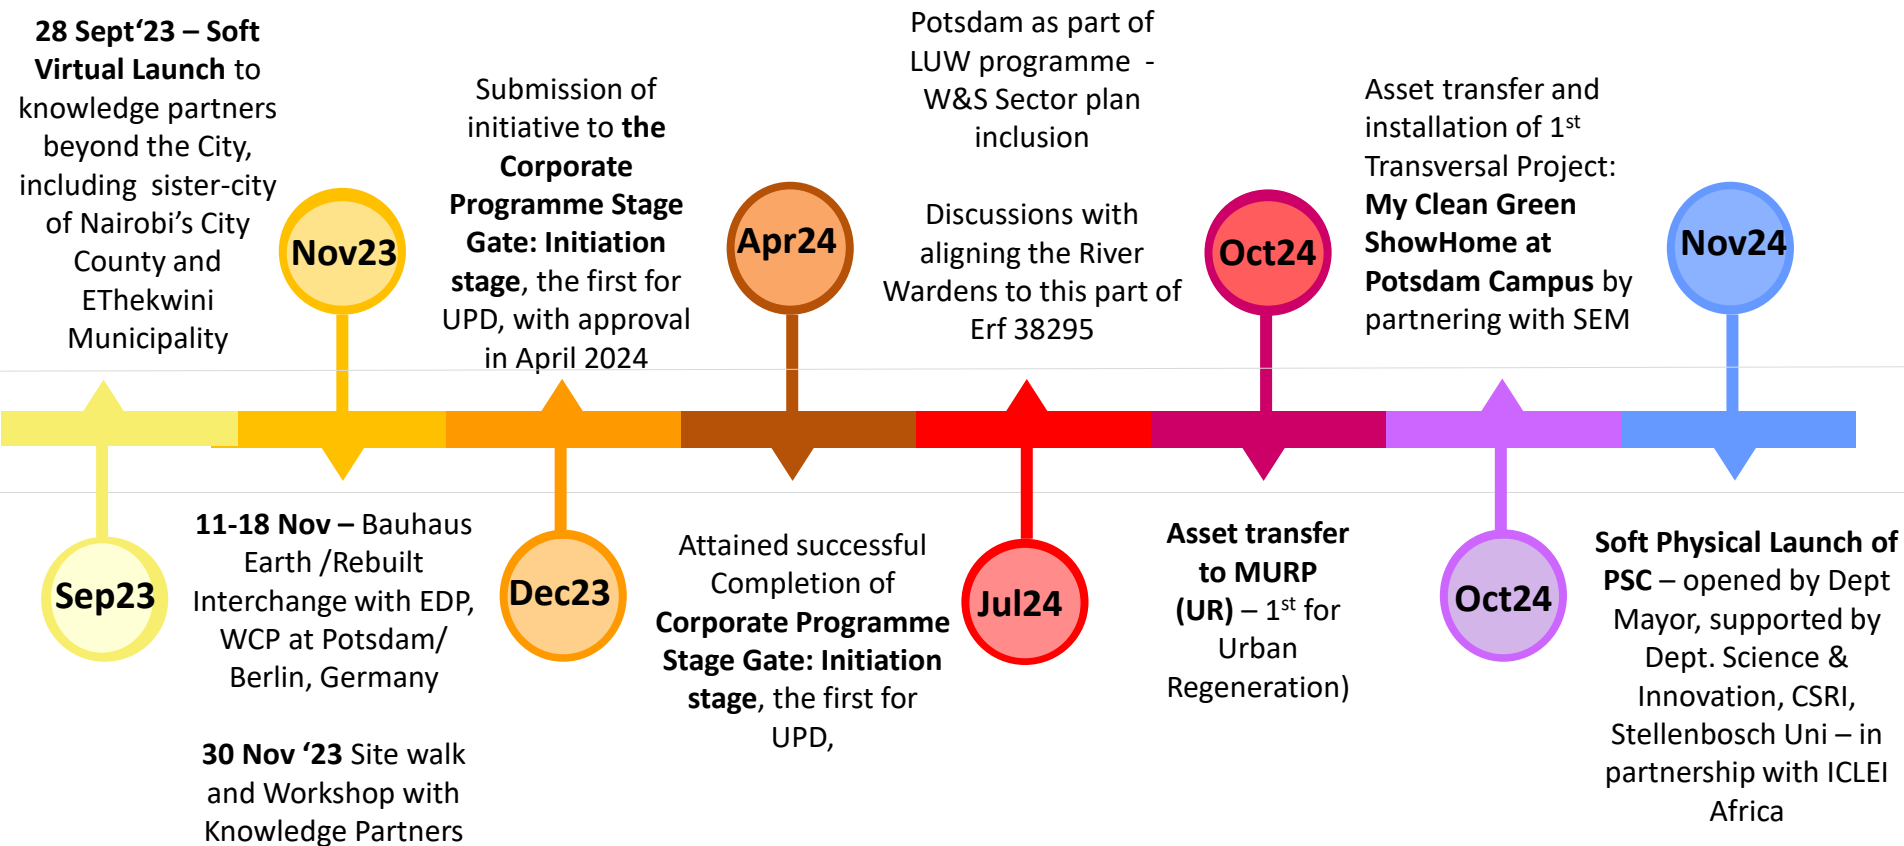 28 Sept‘23 – Soft
Virtual Launch to
knowledge partners
beyond the City,
including  sister-city
of Nairobi’s City
County and
EThekwini
Municipality
Sep23
Nov23
11-18 Nov – Bauhaus
Earth /Rebuilt
Interchange with EDP,
WCP at Potsdam/
Berlin, Germany
30 Nov ‘23 Site walk
and Workshop with
Knowledge Partners
Submission of
initiative to the
Corporate
Programme Stage
Gate: Initiation
stage, the first for
UPD, with approval
in April 2024
Dec23
Apr24
Attained successful
Completion of
Corporate Programme
Stage Gate: Initiation
stage, the first for
UPD,
Potsdam as part of
LUW programme  -
W&S Sector plan
inclusion
Discussions with
aligning the River
Wardens to this part of
Erf 38295
Jul24
Oct24
Asset transfer
to MURP
(UR) – 1st for
Urban
Regeneration)
Asset transfer and
installation of 1st
Transversal Project:
My Clean Green
ShowHome at
Potsdam Campus by
partnering with SEM
Oct24
Nov24
Soft Physical Launch of
PSC – opened by Dept
Mayor, supported by
Dept. Science &
Innovation, CSRI,
Stellenbosch Uni – in
partnership with ICLEI
Africa